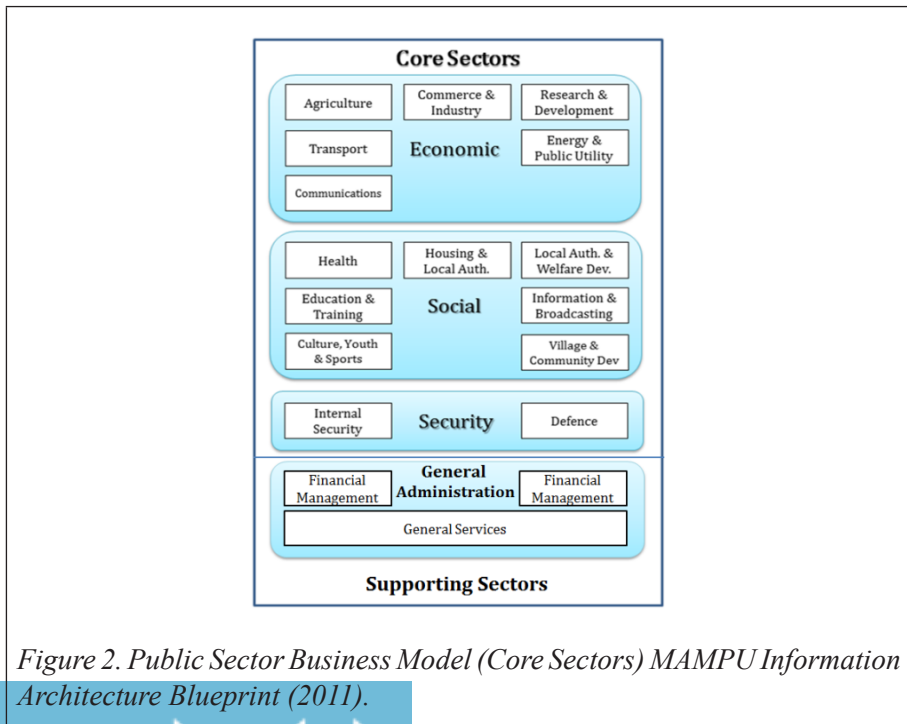 Core Sectors
Agriculture
Commerce &
Industry
Research &
Development
Transport
Economic
Energy &
Public Utility
Communications
Health
Housing &
Local Auth.
Local Auth. &
Welfare Dev.
Education &
Training
Social
Information &
Broadcasting
Culture, Youth
& Sports
Village &
Community Dev
Internal
Security
Security
Defence
Financial
Management
General
Administration
Financial
Management
General Services
Supporting Sectors
Figure 2. Public Sector Business Model (Core Sectors) MAMPU Information
Architecture Blueprint (2011).